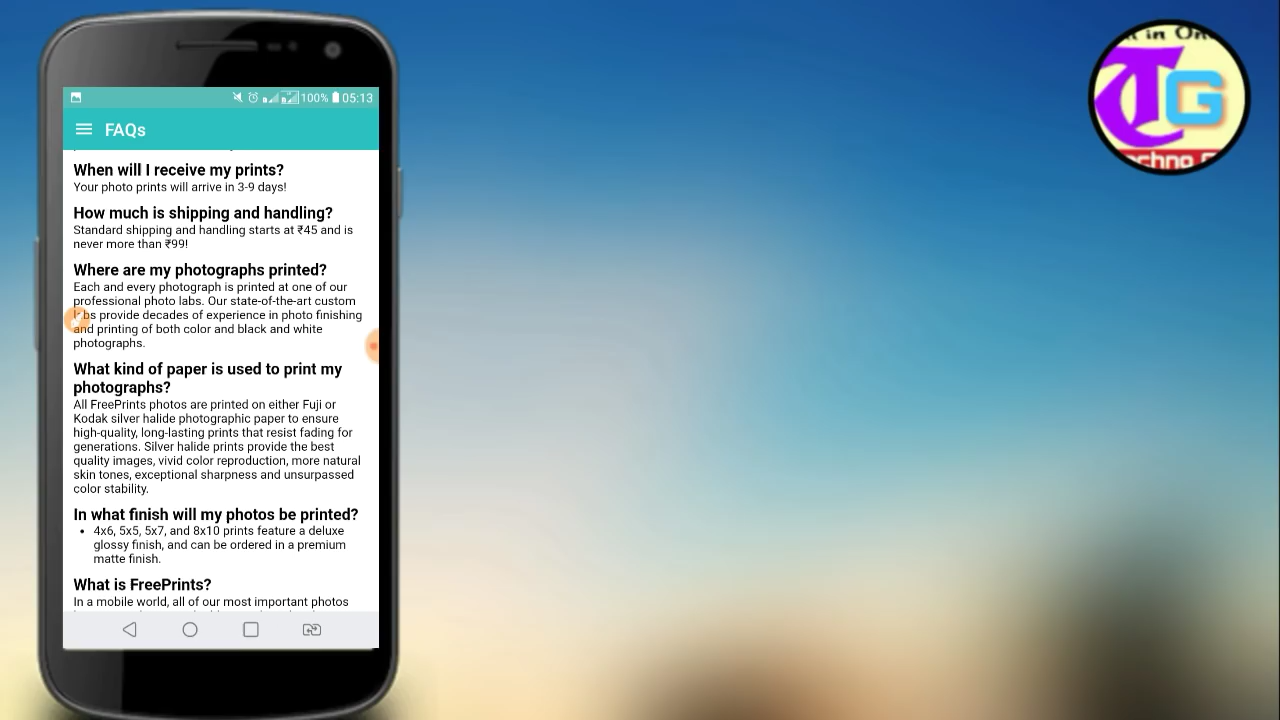 in On
TG
echno
100% 05:13
FAQs
When will I receive my prints?
Your photo prints will arrive in 3-9 days!
How much is shipping and handling?
Standard shipping and handling starts at ₹45 and is
never more than ₹99!
Where are my photographs printed?
Each and every photograph is printed at one of our
professional photo labs. Our state-of-the-art custom
labs provide decades of experience in photo finishing
and printing of both color and black and white
photographs.
What kind of paper is used to print my
photographs?
All FreePrints photos are printed on either Fuji or
Kodak silver halide photographic paper to ensure
high-quality, long-lasting prints that resist fading for
generations. Silver halide prints provide the best
quality images, vivid color reproduction, more natural
skin tones, exceptional sharpness and unsurpassed
color stability.
In what finish will my photos be printed?
• 4x6, 5x5, 5x7, and 8x10 prints feature a deluxe
glossy finish, and can be ordered in a premium
matte finish.
What is FreePrints?
In a mobile world, all of our most important photos